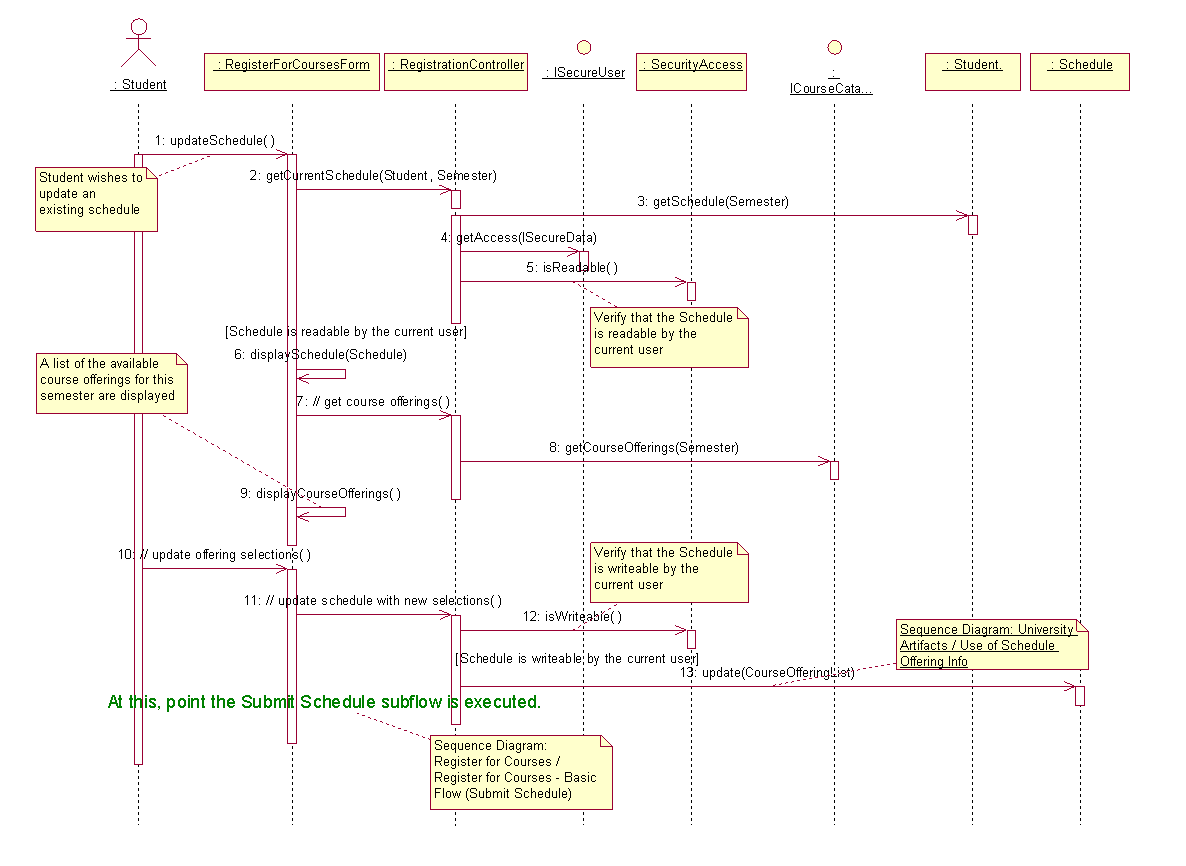 : Student
: RegisterForCoursesForm
: RegistrationController
: ISecureUser
: SecurityAccess
:
ICourseCata...
: Student.
: Schedule
1: updateSchedule( )
Student wishes to
update an
existing schedule
2: getCurrentSchedule(Student, Semester)
3: getSchedule(Semester)
4: getAccess(ISecureData)
5: isReadable( )
Verify that the Schedule
is readable by the
current user
[Schedule is readable by the current user]
6: displaySchedule(Schedule)
A list of the available
course offerings for this
semester are displayed
7: // get course offerings( )
8: getCourseOfferings(Semester)
9: displayCourseOfferings( )
10: // update offering selections( )
Verify that the Schedule
is writeable by the
current user
11: // update schedule with new selections( )
12: isWriteable( )
Sequence Diagram: University
Artifacts / Use of Schedule
Offering Info
[Schedule is writeable by the current user]
13: update(CourseOfferingList)
At this, point the Submit Schedule subflow is executed.
Sequence Diagram:
Register for Courses /
Register for Courses - Basic
Flow (Submit Schedule)